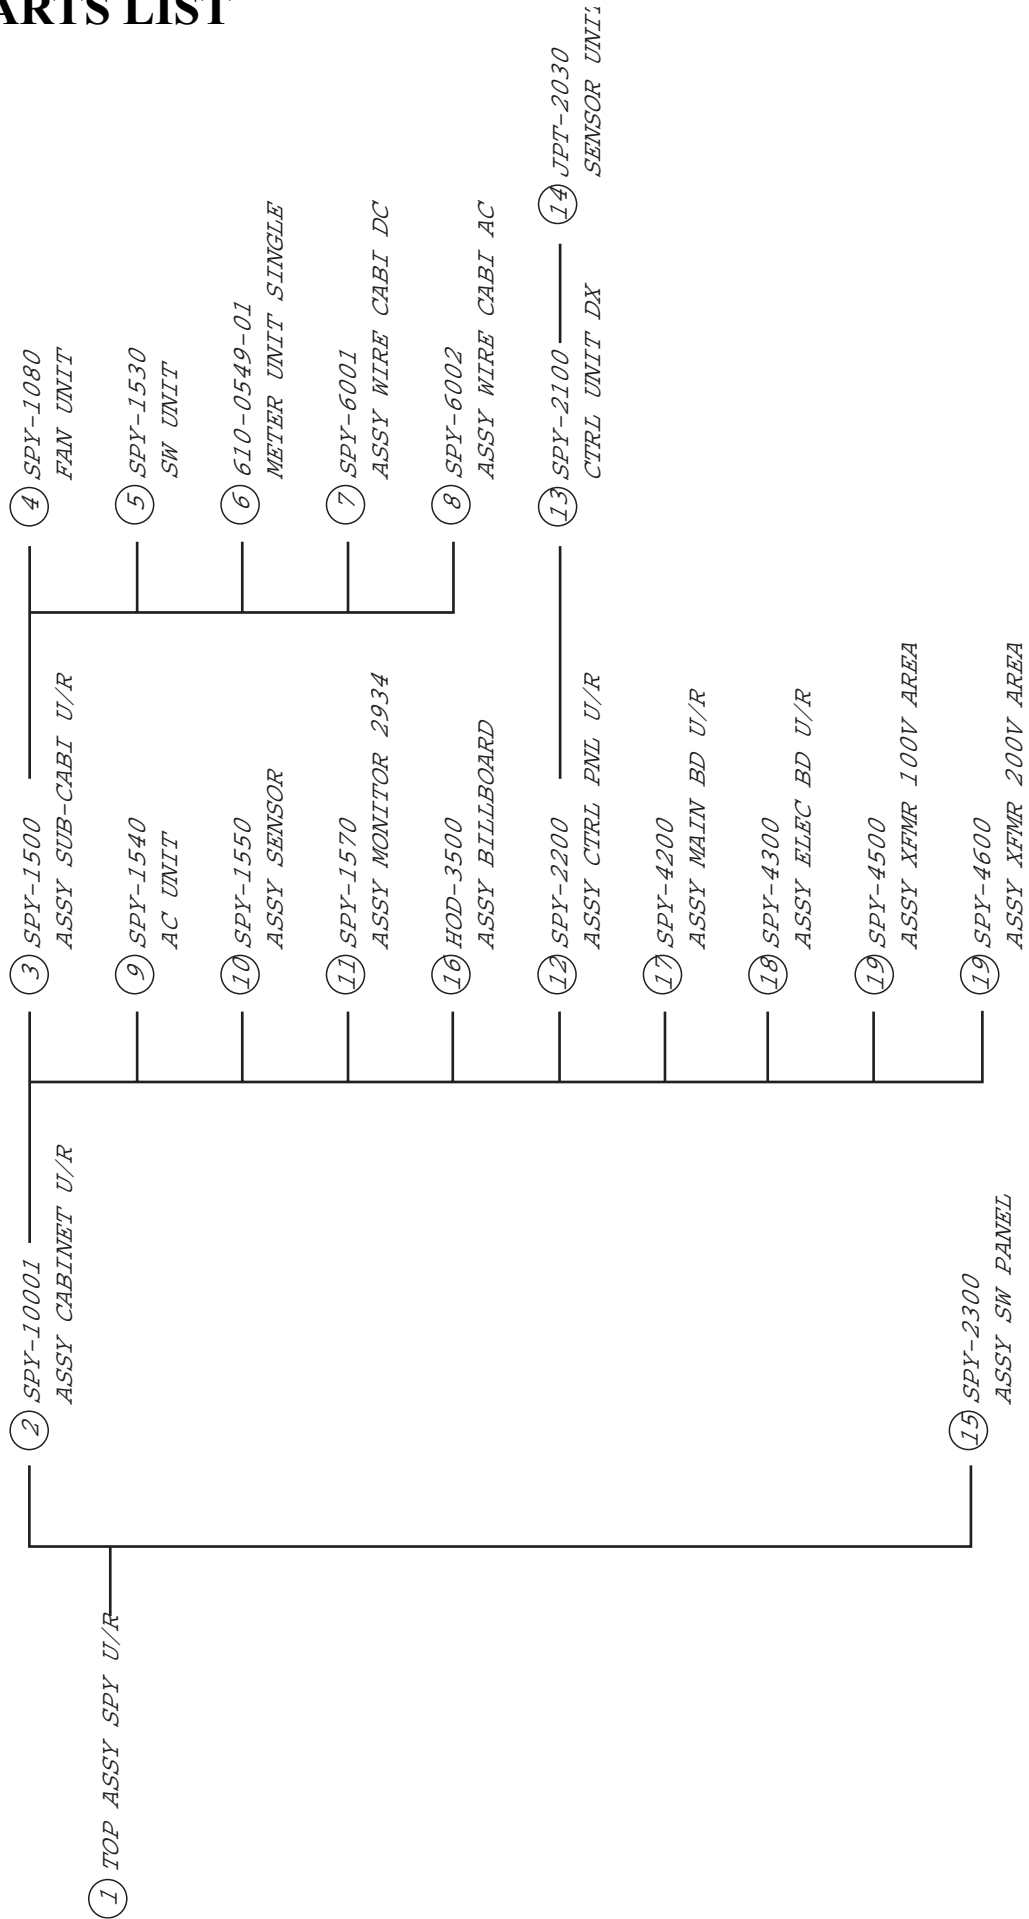 ARTS LIST
1 TOP ASSY SPY U/R
2 SPY-10001
ASSY CABINET U/R
3 SPY-1500
ASSY SUB-CABI U/R
4 SPY-1080
FAN UNIT
5 SPY-1530
SW UNIT
6 610-0549-01
METER UNIT SINGLE
7 SPY-6001
ASSY WIRE CABI DC
8 SPY-6002
ASSY WIRE CABI AC
9 SPY-1540
AC UNIT
10 SPY-1550
ASSY SENSOR
11 SPY-1570
ASSY MONITOR 2934
16 HOD-3500
ASSY BILLBOARD
12 SPY-2200
ASSY CTRL PNL U/R
13 SPY-2100
CTRL UNIT DX
14 JPT-2030
SENSOR UNIT
17 SPY-4200
ASSY MAIN BD U/R
18 SPY-4300
ASSY ELEC BD U/R
19 SPY-4500
ASSY XFMR 100V AREA
19 SPY-4600
ASSY XFMR 200V AREA
15 SPY-2300
ASSY SW PANEL